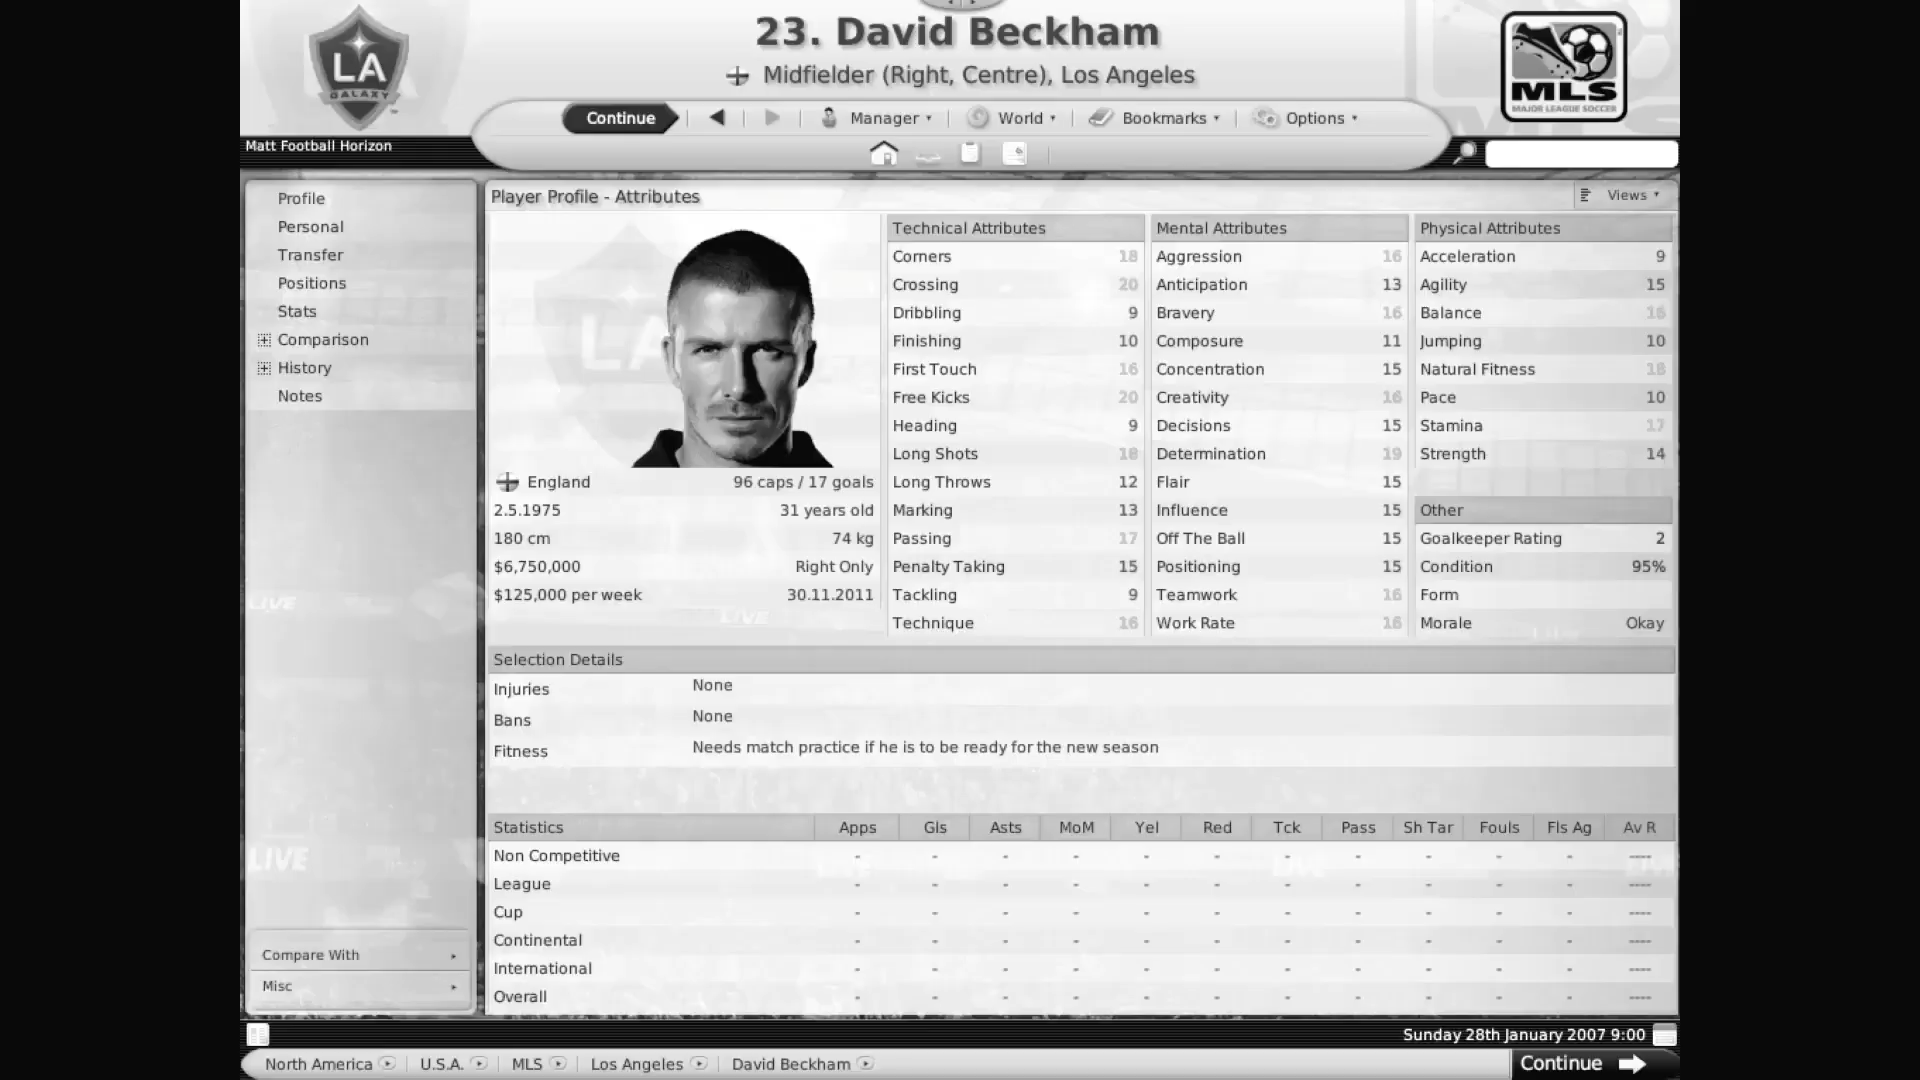 23. David Beckham
Midfielder (Right, Centre), Los Angeles
LA
GALAXY
MLS
MAJOR LEAGUE SOCCER
Continue Manager World Bookmarks Options
Matt Football Horizon
Profile
Personal
Transfer
Positions
Stats
Comparison
History
Notes
Compare With
Misc
Player Profile - Attributes Views
England 96 caps / 17 goals
2.5.1975 31 years old
180 cm 74 kg
$6,750,000 Right Only
$125,000 per week 30.11.2011
Technical Attributes
Corners 18
Crossing 20
Dribbling 9
Finishing 10
First Touch 16
Free Kicks 20
Heading 9
Long Shots 18
Long Throws 12
Marking 13
Passing 17
Penalty Taking 15
Tackling 9
Technique 16
Mental Attributes
Aggression 16
Anticipation 13
Bravery 16
Composure 11
Concentration 15
Creativity 16
Decisions 15
Determination 19
Flair 15
Influence 15
Off The Ball 15
Positioning 15
Teamwork 16
Work Rate 16
Physical Attributes
Acceleration 9
Agility 15
Balance
Jumping 10
Natural Fitness 18
Pace 10
Stamina 17
Strength 14
Other
Goalkeeper Rating 2
Condition 95%
Form
Morale Okay
Selection Details
Injuries None
Bans None
Fitness Needs match practice if he is to be ready for the new season
Statistics Apps Gls Asts MoM Yel Red Tck Pass Sh Tar Fouls Fls Ag Av R
Non Competitive - - - - - - - - - - - ----
League - - - - - - - - - - - ----
Cup - - - - - - - - - - - ----
Continental - - - - - - - - - - - ----
International - - - - - - - - - - - ----
Overall - - - - - - - - - - - ----
Sunday 28th January 2007 9:00
North America U.S.A. MLS Los Angeles David Beckham
Continue